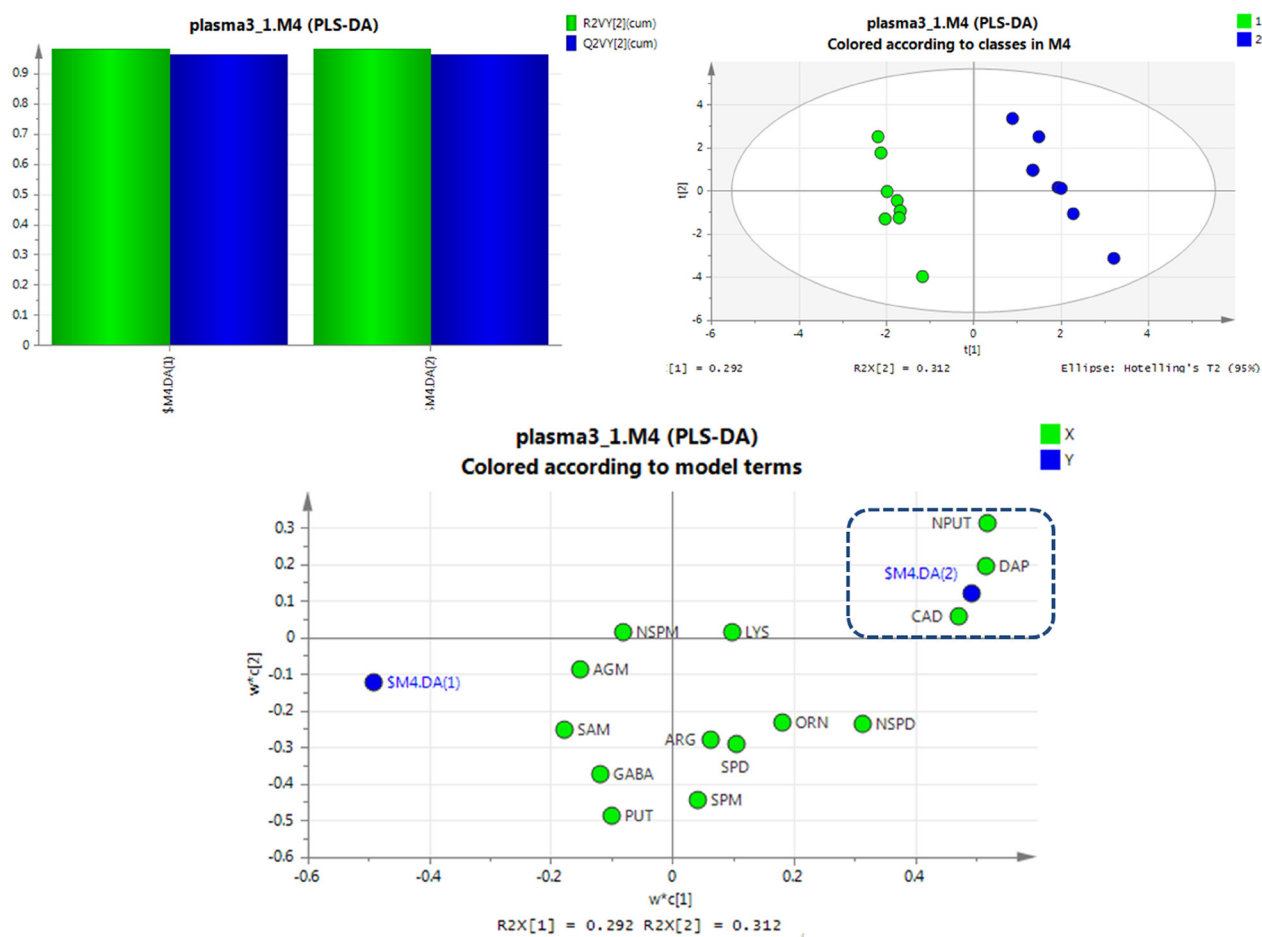 plasma3_1.M4 (PLS-DA)
R2VY[2](cum)
Q2VY[2](cum)
0.9
0.8
0.7
0.6
0.5
0.4
0.3
0.2
0.1
0
$M4.DA(1)
$M4.DA(2)
plasma3_1.M4 (PLS-DA)
Colored according to classes in M4
1
2
4
2
0
-2
-4
-6
t[2]
-6
-4
-2
0
2
4
t[1]
[1] = 0.292
R2X[2] = 0.312
Ellipse: Hotelling's T2 (95%)
plasma3_1.M4 (PLS-DA)
Colored according to model terms
X
Y
0.3
0.2
0.1
0
-0.1
-0.2
-0.3
-0.4
-0.5
-0.6
w*c[2]
NPUT
DAP
$M4.DA(2)
CAD
NSPM
LYS
AGM
$M4.DA(1)
SAM
ORN
NSPD
ARG
SPD
GABA
SPM
PUT
-0.6
-0.4
-0.2
0
0.2
0.4
w*c[1]
R2X[1] = 0.292 R2X[2] = 0.312